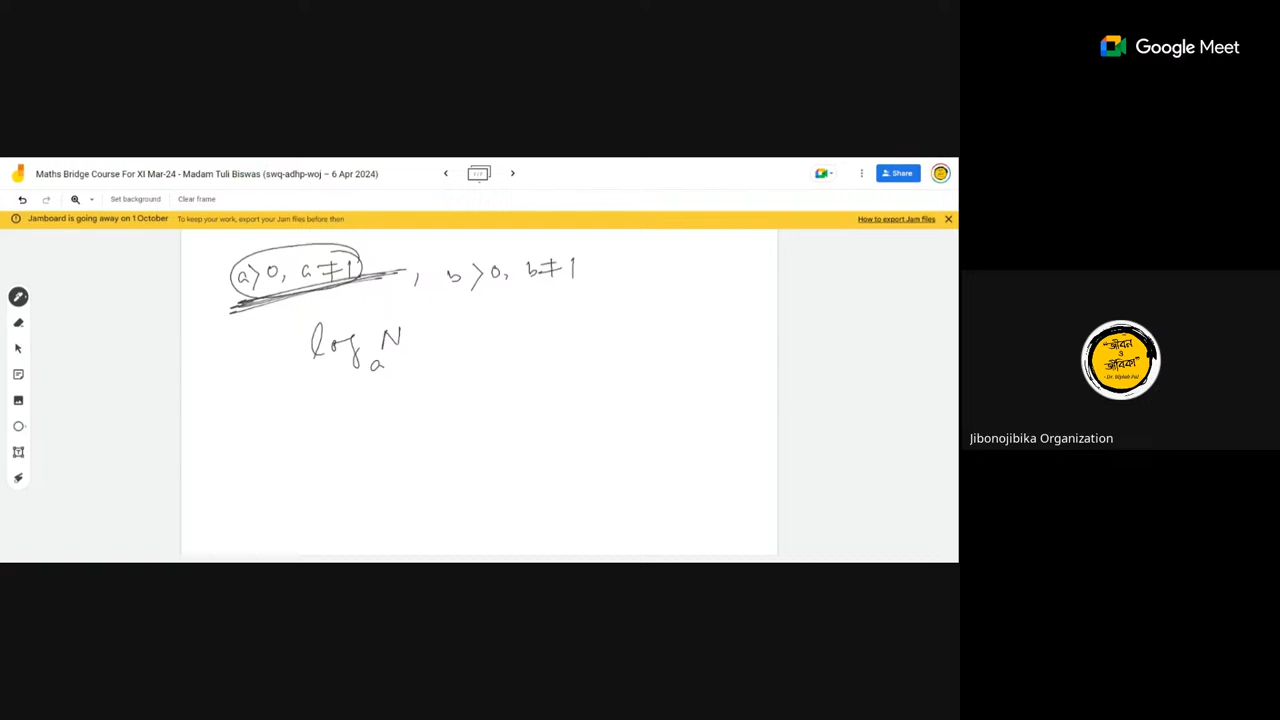 Google Meet
Maths Bridge Course For XI Mar-24 - Madam Tuli Biswas (swq-adhp-woj – 6 Apr 2024)
Share
Set background
Clear frame
Jamboard is going away on 1 October
To keep your work, export your Jam files before then
How to export Jam files
a>0, a≠1, b>0, b≠1
logₐ N
"জীবন
ও
জীবিকা"
Jibonojibika Organization